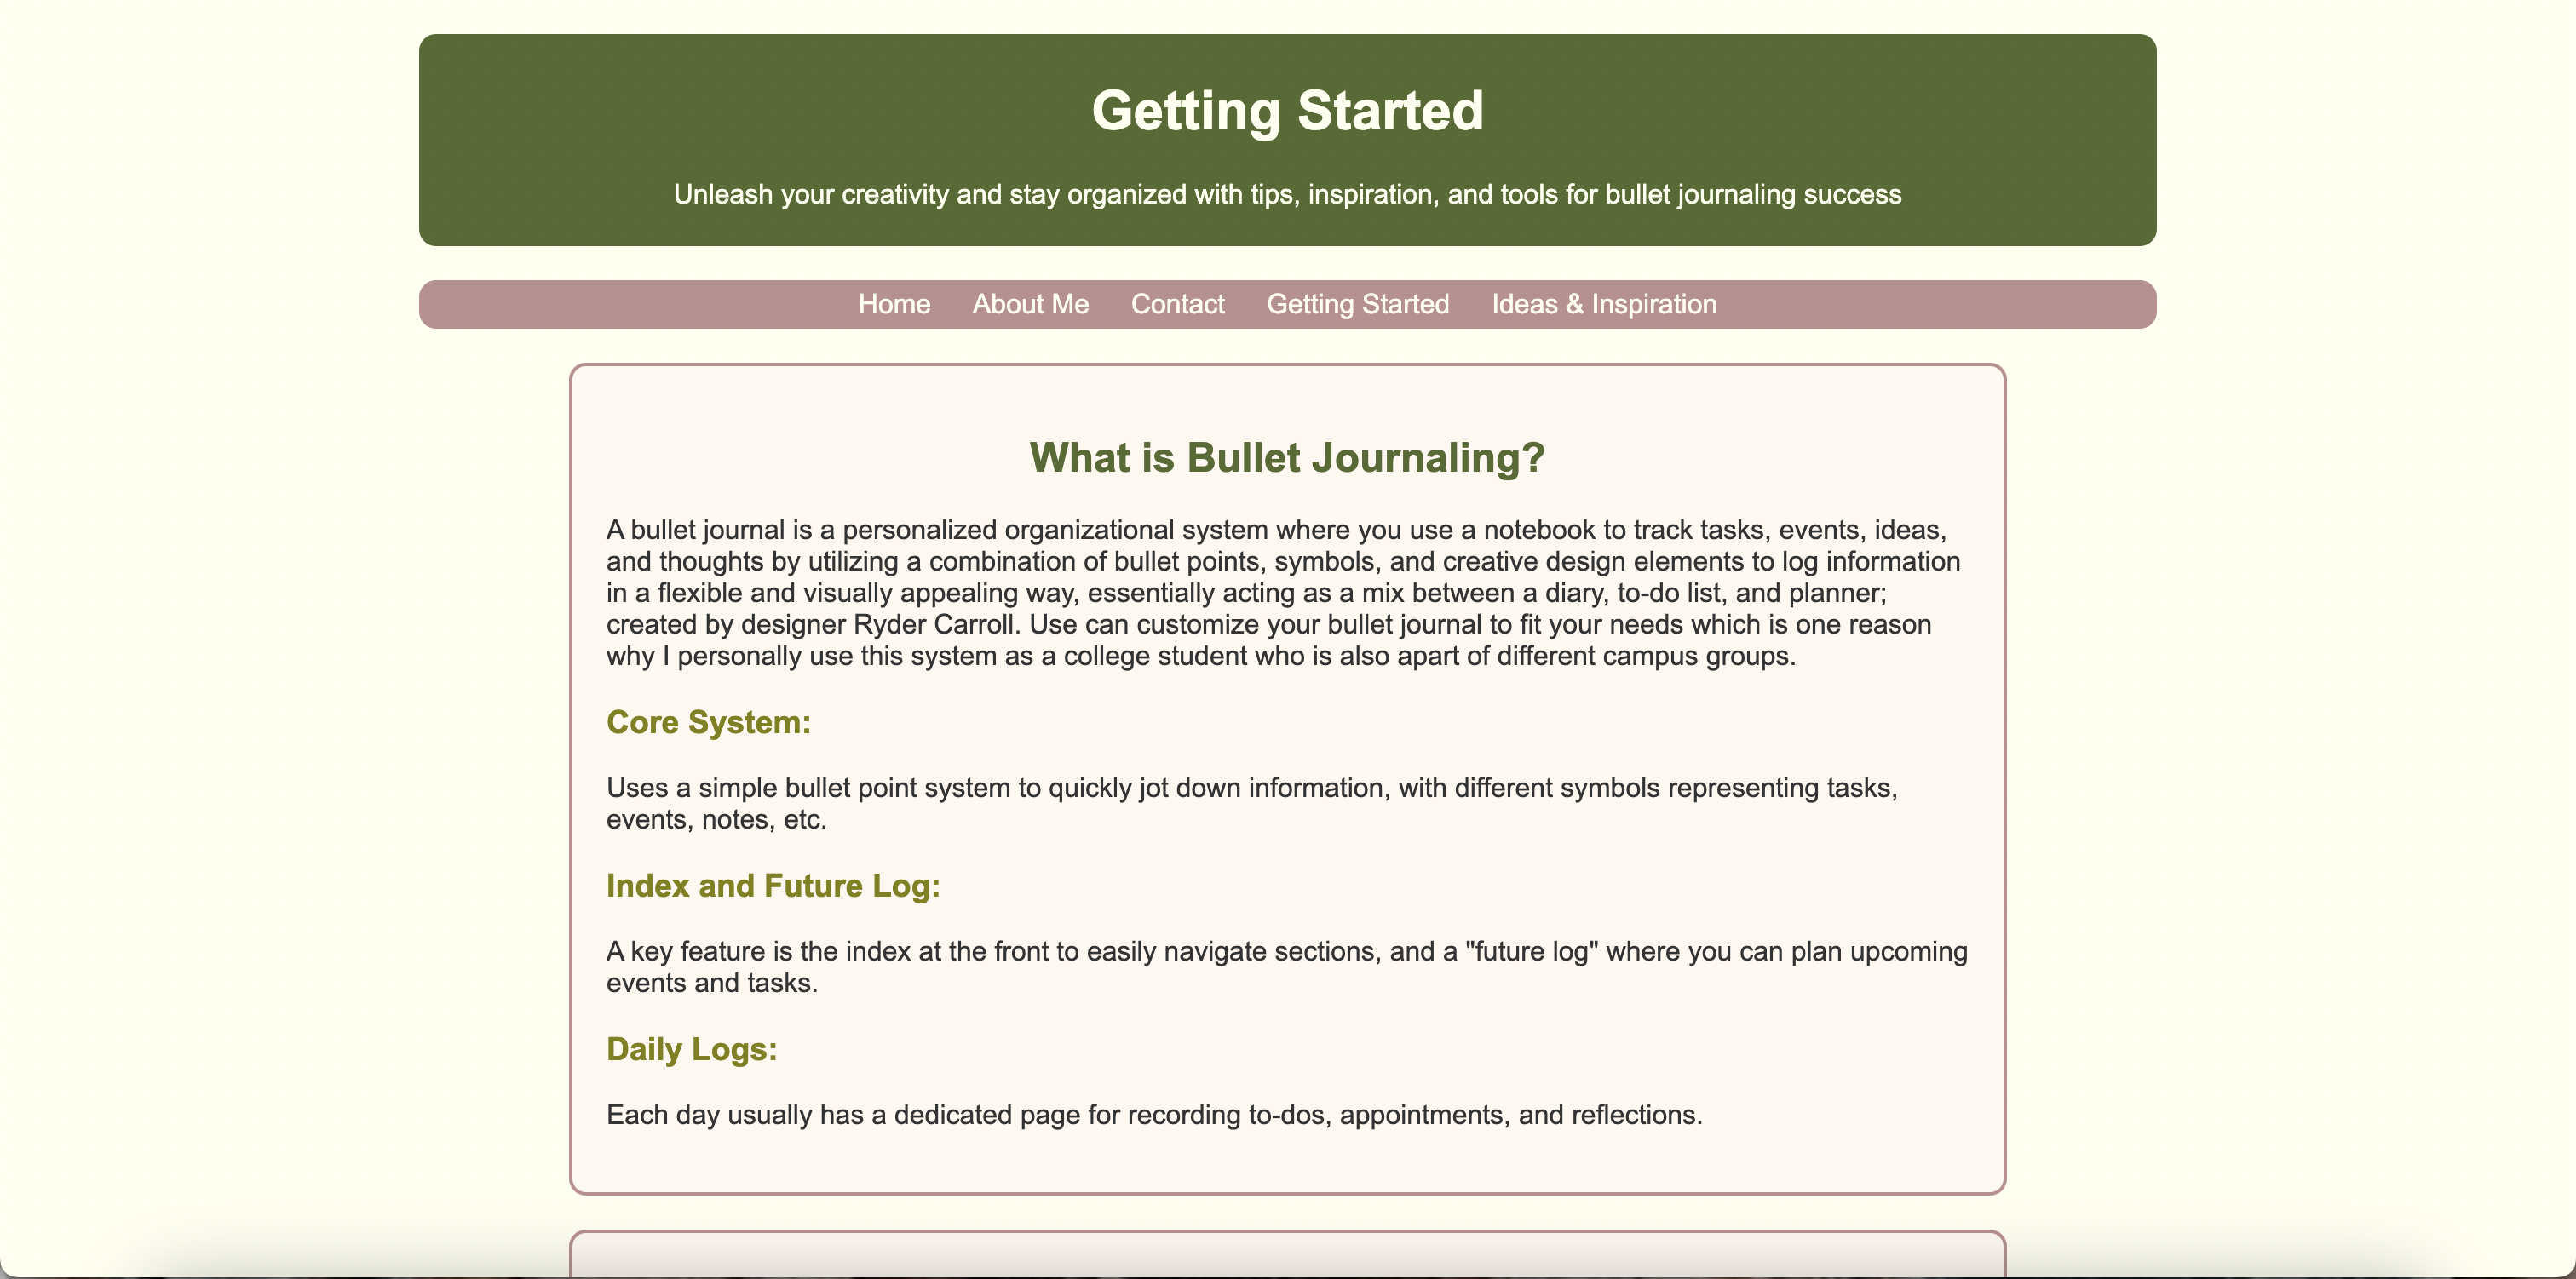 Getting Started
Unleash your creativity and stay organized with tips, inspiration, and tools for bullet journaling success
Home About Me Contact Getting Started Ideas & Inspiration
What is Bullet Journaling?
A bullet journal is a personalized organizational system where you use a notebook to track tasks, events, ideas,
and thoughts by utilizing a combination of bullet points, symbols, and creative design elements to log information
in a flexible and visually appealing way, essentially acting as a mix between a diary, to-do list, and planner;
created by designer Ryder Carroll. Use can customize your bullet journal to fit your needs which is one reason
why I personally use this system as a college student who is also apart of different campus groups.
Core System:
Uses a simple bullet point system to quickly jot down information, with different symbols representing tasks,
events, notes, etc.
Index and Future Log:
A key feature is the index at the front to easily navigate sections, and a "future log" where you can plan upcoming
events and tasks.
Daily Logs:
Each day usually has a dedicated page for recording to-dos, appointments, and reflections.